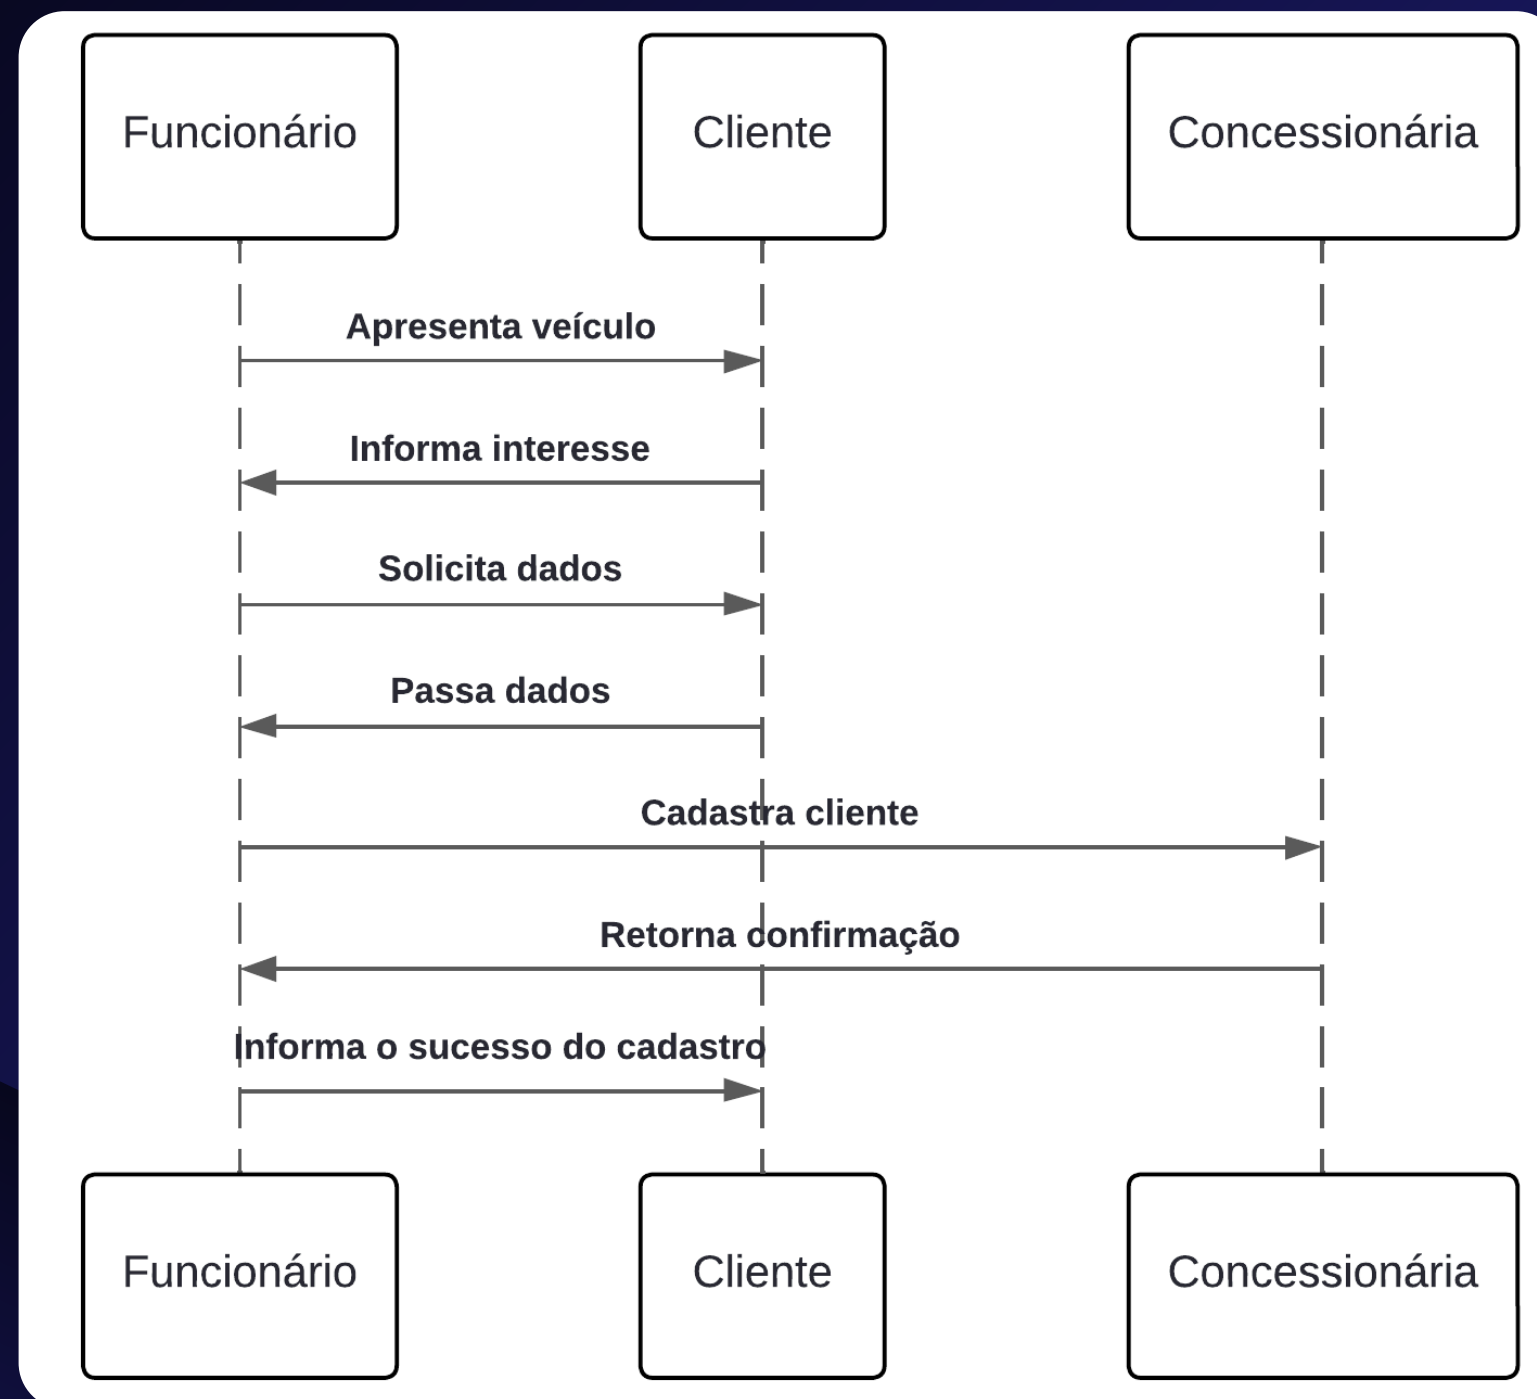 Funcionário
Cliente
Concessionária
Apresenta veículo
Informa interesse
Solicita dados
Passa dados
Cadastra cliente
Retorna confirmação
Informa o sucesso do cadastro
Funcionário
Cliente
Concessionária